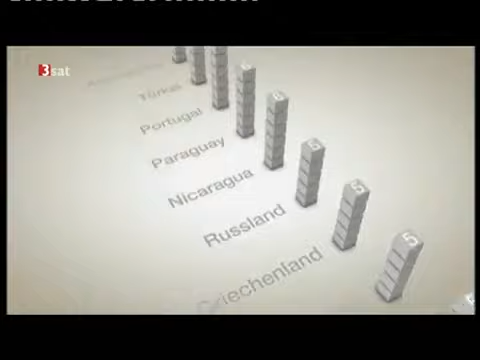 3sat
Türkei
Portugal
Paraguay
Nicaragua
Russland 5
Griechenland 5
5